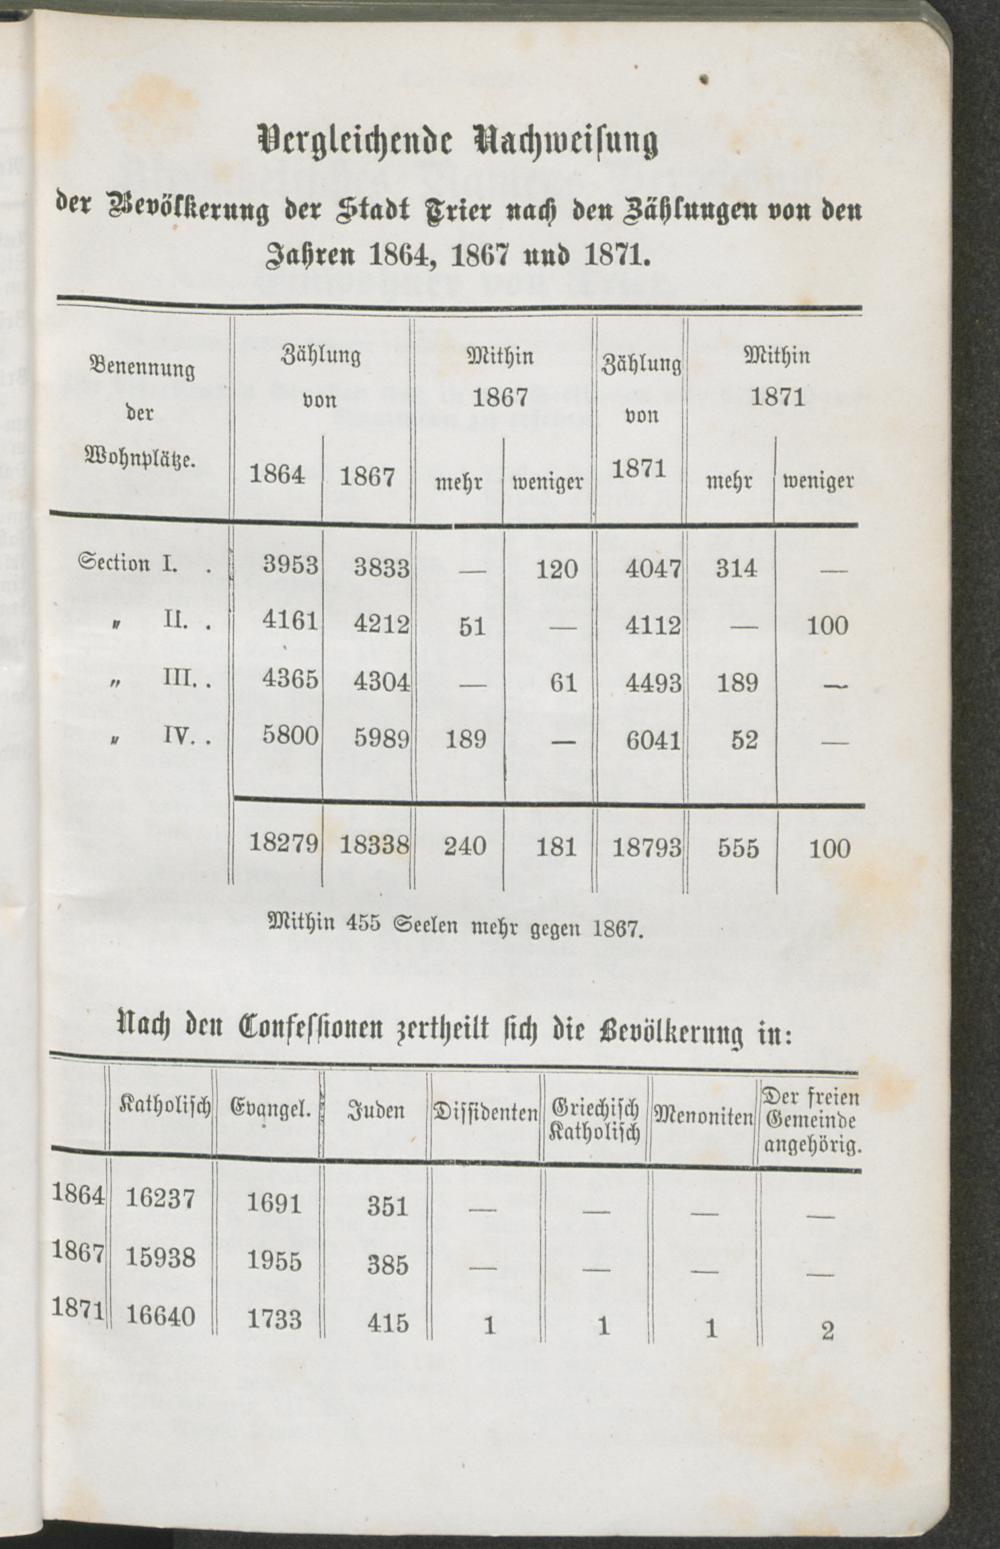 Vergleichende Nachweisung
der Bevölkerung der Stadt Trier nach den Zählungen von den
Jahren 1864, 1867 und 1871.
Benennung der Wohnplätze. Zählung von 1864 1867 Mithin 1867 mehr weniger Zählung von 1871 Mithin 1871 mehr weniger
Section I. . 3953 3833 — 120 4047 314 —
„ II. . 4161 4212 51 — 4112 — 100
„ III. . 4365 4304 — 61 4493 189 —
„ IV. . 5800 5989 189 — 6041 52 —
18279 18338 240 181 18793 555 100
Mithin 455 Seelen mehr gegen 1867.
Nach den Confessionen zertheilt sich die Bevölkerung in:
Katholisch Evangel. Juden Dissidenten Griechisch Katholisch Menoniten Der freien Gemeinde angehörig.
1864 16237 1691 351 — — — —
1867 15938 1955 385 — — — —
1871 16640 1733 415 1 1 1 2